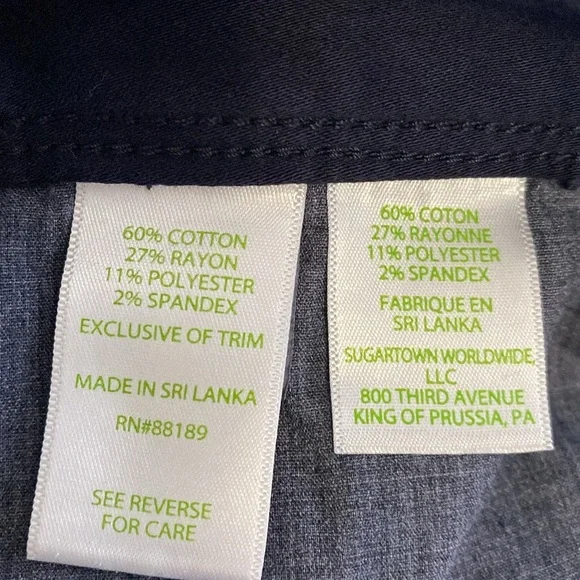 60% COTTON
27% RAYON
11% POLYESTER
2% SPANDEX
EXCLUSIVE OF TRIM
MADE IN SRI LANKA
RN#88189
SEE REVERSE
FOR CARE
60% COTON
27% RAYONNE
11% POLYESTER
2% SPANDEX
FABRIQUE EN
SRI LANKA
SUGARTOWN WORLDWIDE,
LLC
800 THIRD AVENUE
KING OF PRUSSIA, PA